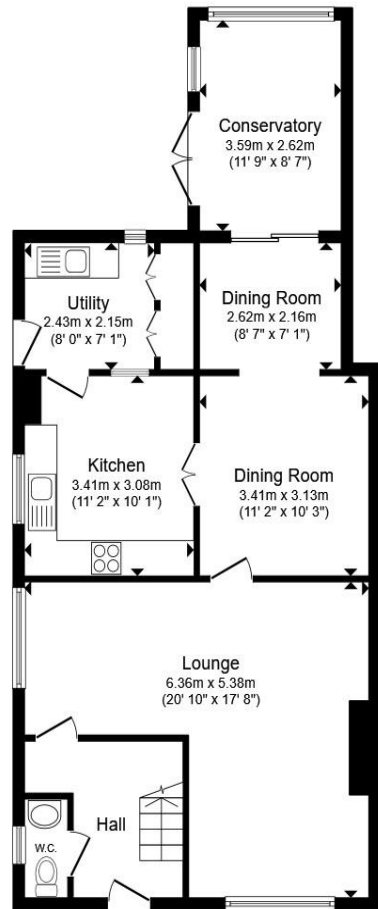 Conservatory
3.59m x 2.62m
(11' 9" x 8' 7")
Utility
2.43m x 2.15m
(8' 0" x 7' 1")
Dining Room
2.62m x 2.16m
(8' 7" x 7' 1")
Kitchen
3.41m x 3.08m
(11' 2" x 10' 1")
Dining Room
3.41m x 3.13m
(11' 2" x 10' 3")
Lounge
6.36m x 5.38m
(20' 10" x 17' 8")
Hall
W.C.